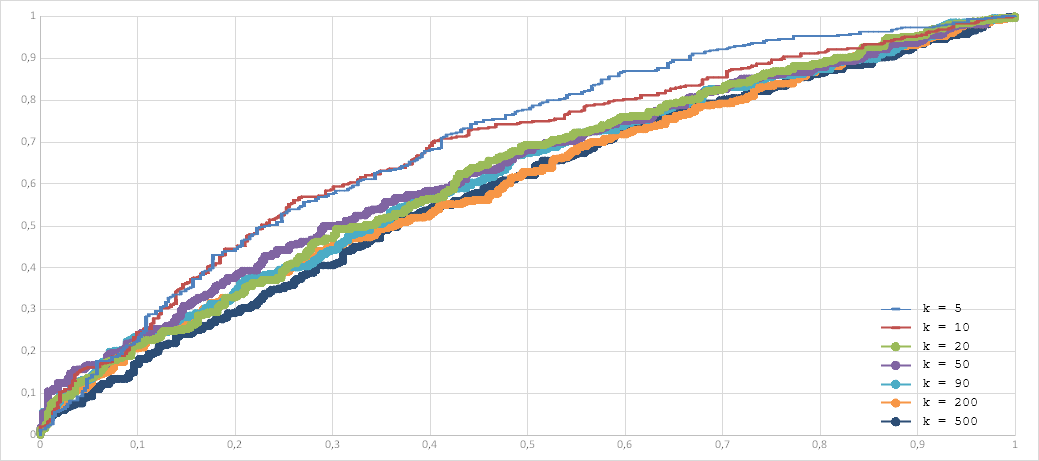 1
0,9
0,8
0,7
0,6
0,5
0,4
0,3
0,2
0,1
0
0 0,1 0,2 0,3 0,4 0,5 0,6 0,7 0,8 0,9 1
k = 5
k = 10
k = 20
k = 50
k = 90
k = 200
k = 500